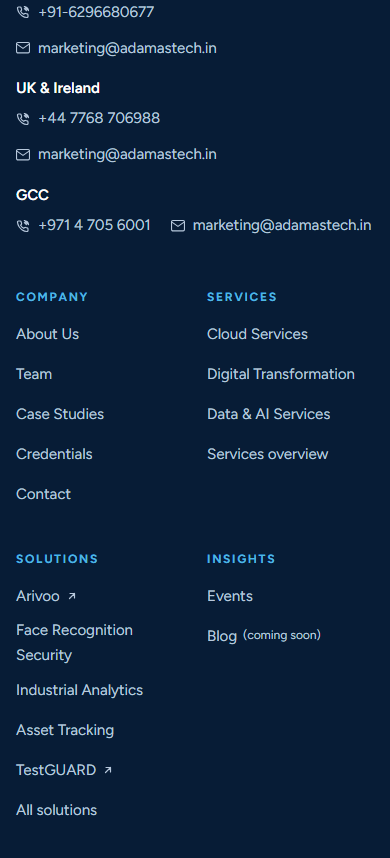 +91-6296680677
marketing@adamastech.in
UK & Ireland
+44 7768 706988
marketing@adamastech.in
GCC
+971 4 705 6001 marketing@adamastech.in
COMPANY
About Us
Team
Case Studies
Credentials
Contact
SERVICES
Cloud Services
Digital Transformation
Data & AI Services
Services overview
SOLUTIONS
Arivoo
Face Recognition
Security
Industrial Analytics
Asset Tracking
TestGUARD
All solutions
INSIGHTS
Events
Blog (coming soon)